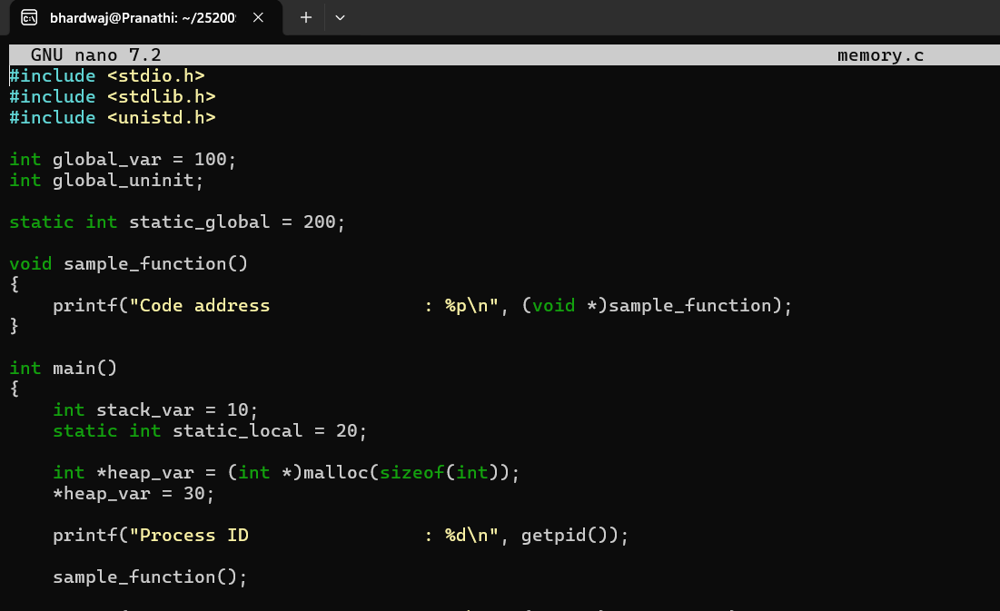 bhardwaj@Pranathi: ~/25200
GNU nano 7.2 memory.c
#include <stdio.h>
#include <stdlib.h>
#include <unistd.h>
int global_var = 100;
int global_uninit;
static int static_global = 200;
void sample_function()
{
    printf("Code address              : %p\n", (void *)sample_function);
}
int main()
{
    int stack_var = 10;
    static int static_local = 20;
    int *heap_var = (int *)malloc(sizeof(int));
    *heap_var = 30;
    printf("Process ID                : %d\n", getpid());
    sample_function();